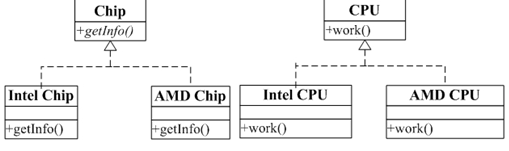 Chip
+getInfo()
CPU
+work()
Intel Chip
+getInfo()
AMD Chip
+getInfo()
Intel CPU
+work()
AMD CPU
+work()